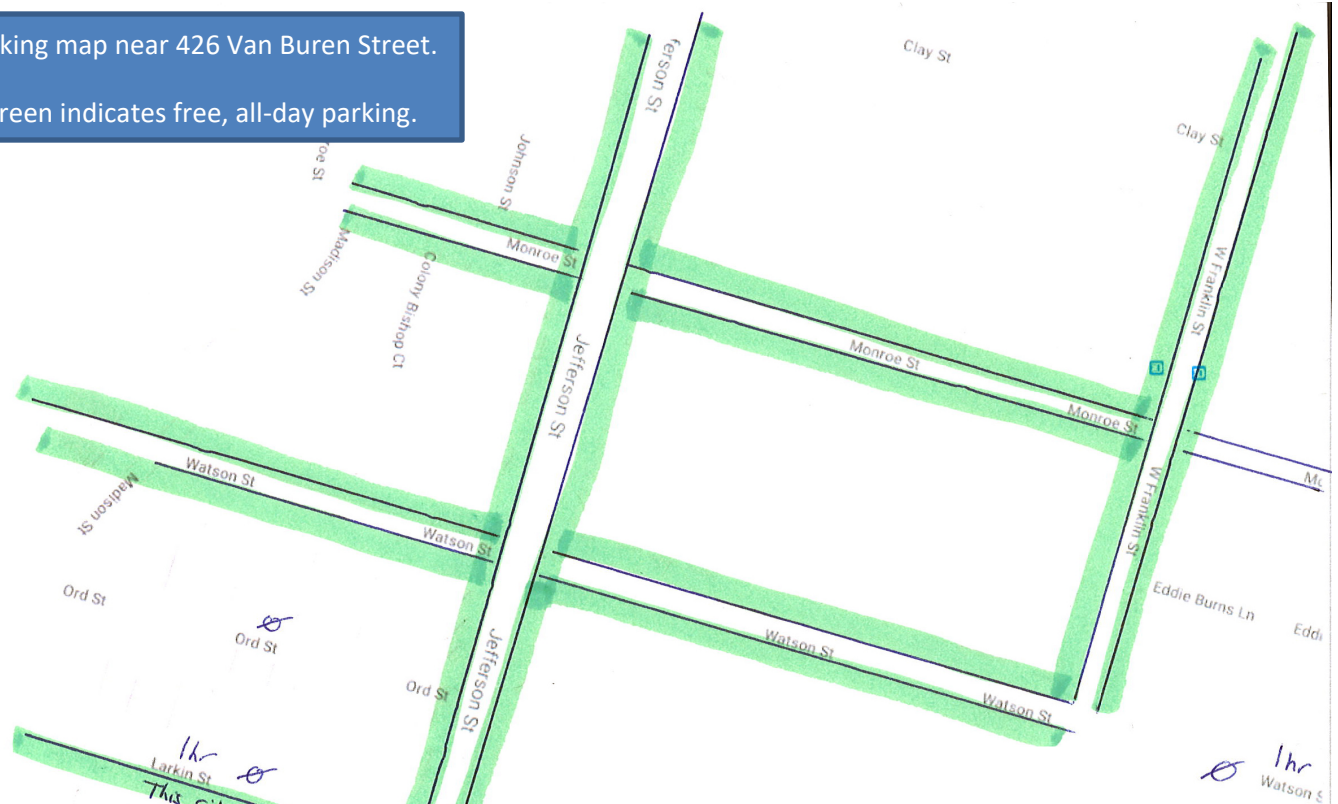 king map near 426 Van Buren Street.
reen indicates free, all-day parking.
ferson St
Clay St
Clay St
oe St
Johnson St
Monroe St
Madison St
Colony Bishop Ct
W Franklin St
Jefferson St
Monroe St
Monroe St
Mc
Watson St
Madison St
W Franklin St
Watson St
Ord St
Ord St
Eddie Burns Ln
Eddi
Watson St
Jefferson St
Ord St
Watson St
1hr
Larkin St
This
1hr
Watson S